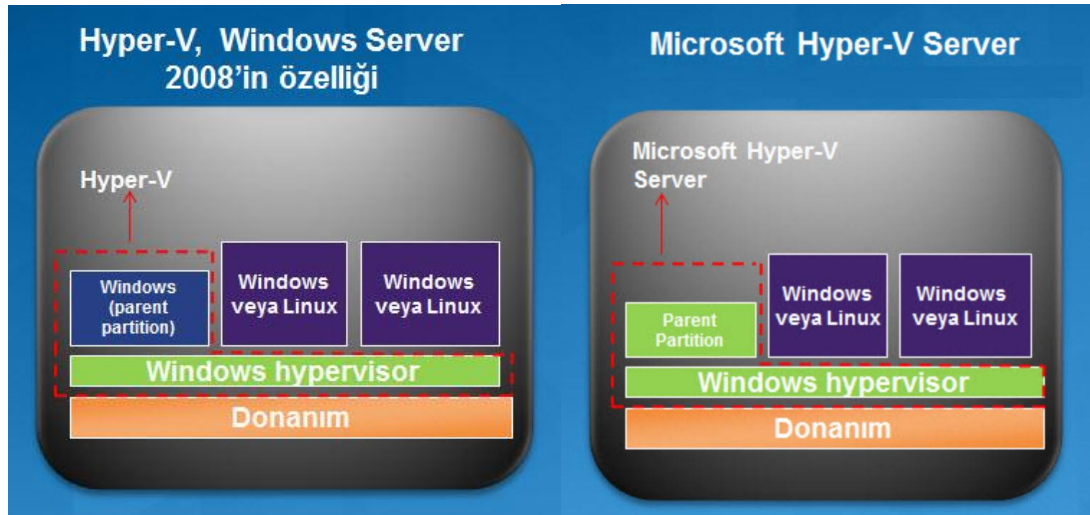 Hyper-V, Windows Server
2008'in özelliği
Hyper-V
Windows
(parent
partition)
Windows
veya Linux
Windows
veya Linux
Windows hypervisor
Donanım
Microsoft Hyper-V Server
Microsoft Hyper-V
Server
Parent
Partition
Windows
veya Linux
Windows
veya Linux
Windows hypervisor
Donanım